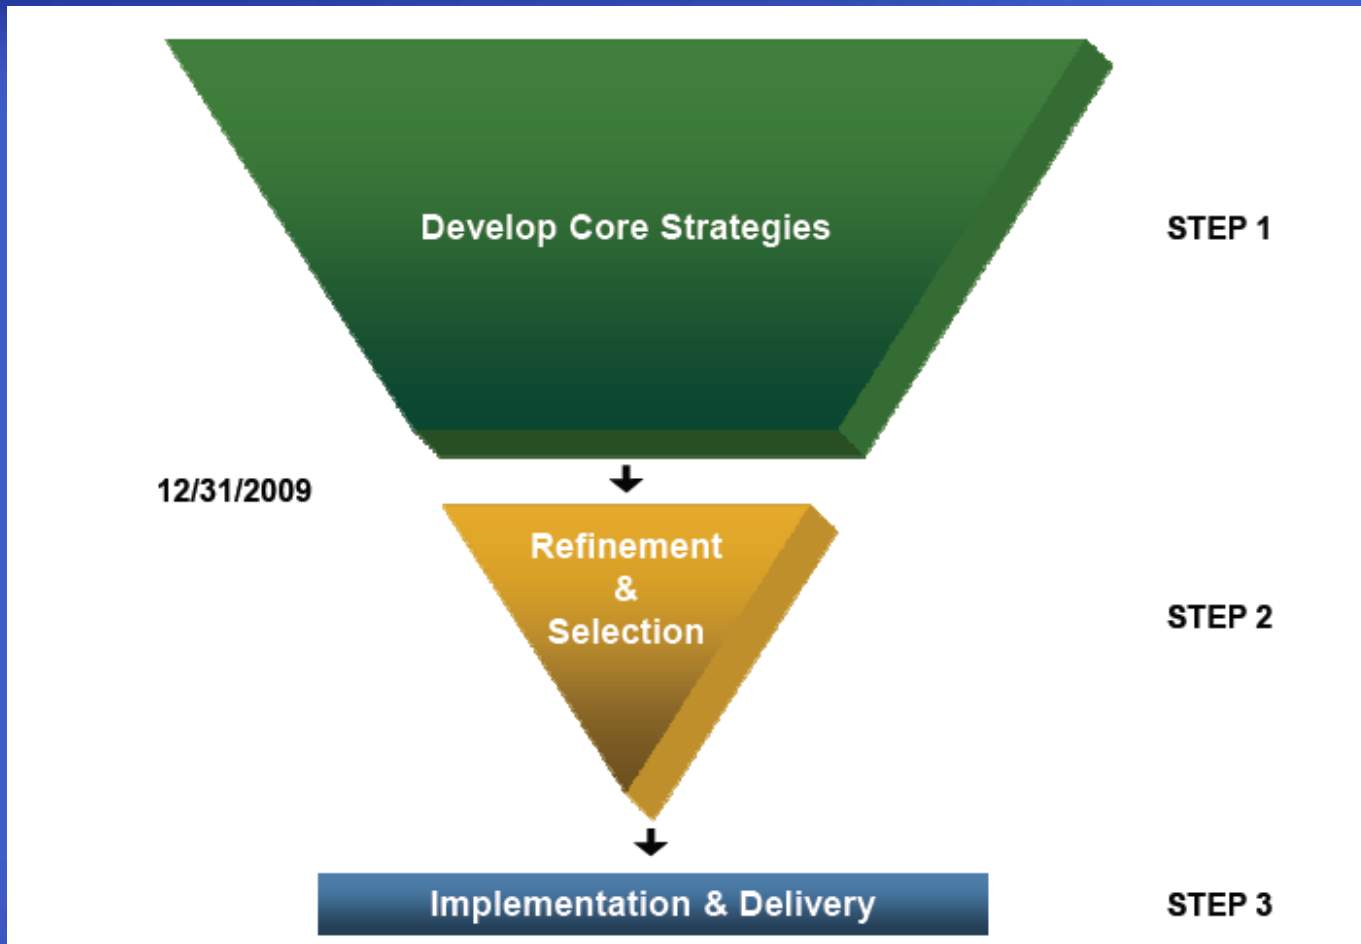 Develop Core Strategies
STEP 1
12/31/2009
Refinement
&
Selection
STEP 2
Implementation & Delivery
STEP 3